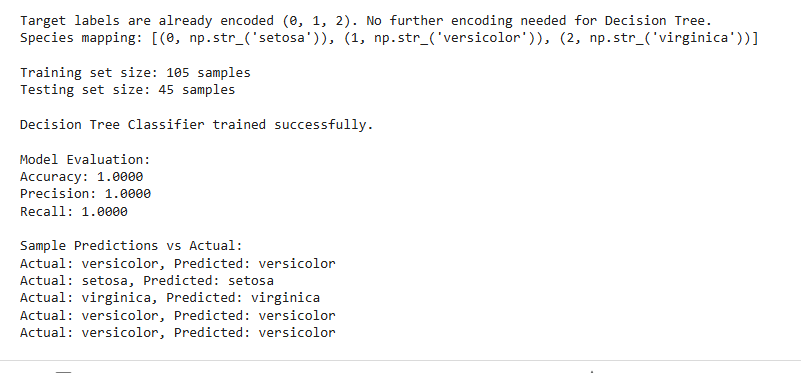 Target labels are already encoded (0, 1, 2). No further encoding needed for Decision Tree.
Species mapping: [(0, np.str_('setosa')), (1, np.str_('versicolor')), (2, np.str_('virginica'))]
Training set size: 105 samples
Testing set size: 45 samples
Decision Tree Classifier trained successfully.
Model Evaluation:
Accuracy: 1.0000
Precision: 1.0000
Recall: 1.0000
Sample Predictions vs Actual:
Actual: versicolor, Predicted: versicolor
Actual: setosa, Predicted: setosa
Actual: virginica, Predicted: virginica
Actual: versicolor, Predicted: versicolor
Actual: versicolor, Predicted: versicolor